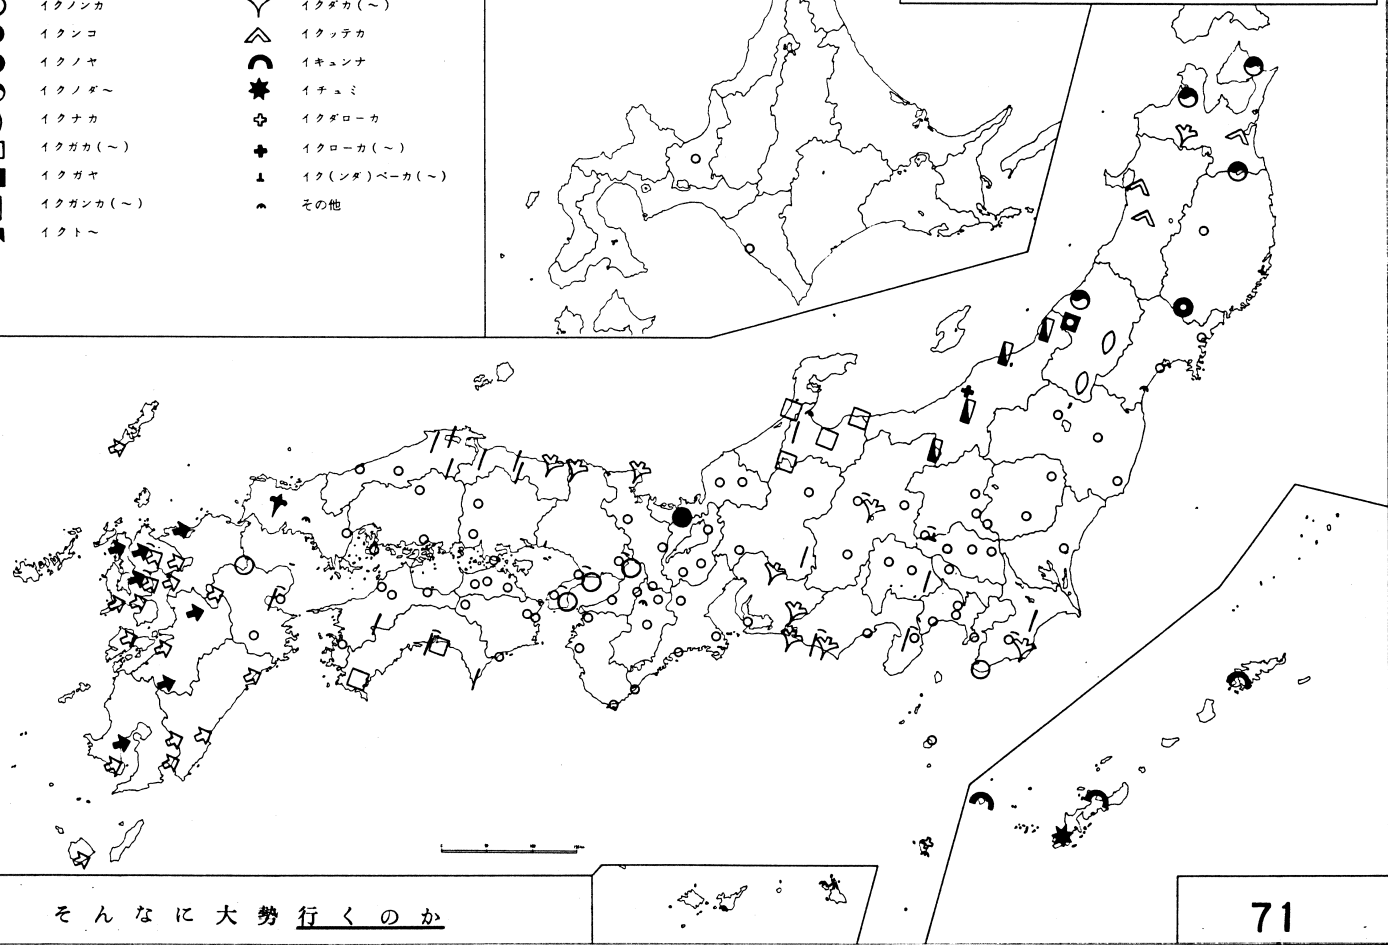 イクノンカ
イクンコ
イクノヤ
イクノダ～
イクナカ
イクガカ(～)
イクガヤ
イクガンカ(～)
イクト～
イクダカ(～)
イクッテカ
イキュンナ
イチュミ
イクダローカ
イクローカ(～)
イク(ンダ)ベーカ(～)
その他
そんなに大勢行くのか
71